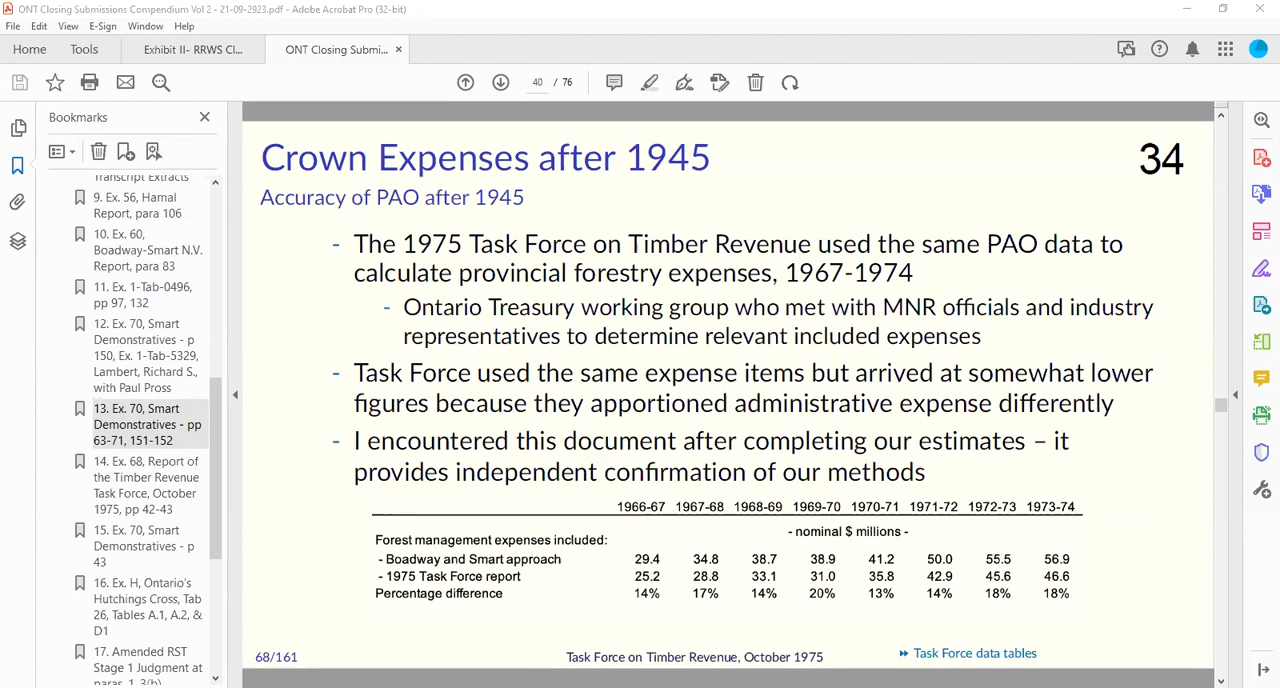 ONT Closing Submissions Compendium Vol 2 - 21-09-2923.pdf - Adobe Acrobat Pro (32-bit)
File Edit View E-Sign Window Help
Home Tools Exhibit II- RRWS Cl... ONT Closing Submi... ×
40 / 76
Bookmarks
Transcript Extracts
9. Ex. 56, Hamal
Report, para 106
10. Ex. 60,
Boadway-Smart N.V.
Report, para 83
11. Ex. 1-Tab-0496,
pp 97, 132
12. Ex. 70, Smart
Demonstratives - p
150, Ex. 1-Tab-5329,
Lambert, Richard S.,
with Paul Pross
13. Ex. 70, Smart
Demonstratives - pp
63-71, 151-152
14. Ex. 68, Report of
the Timber Revenue
Task Force, October
1975, pp 42-43
15. Ex. 70, Smart
Demonstratives - p
43
16. Ex. H, Ontario's
Hutchings Cross, Tab
26, Tables A.1, A.2, &
D1
17. Amended RST
Stage 1 Judgment at
paras. 1, 3(b)
Crown Expenses after 1945
34
Accuracy of PAO after 1945
- The 1975 Task Force on Timber Revenue used the same PAO data to
calculate provincial forestry expenses, 1967-1974
- Ontario Treasury working group who met with MNR officials and industry
representatives to determine relevant included expenses
- Task Force used the same expense items but arrived at somewhat lower
figures because they apportioned administrative expense differently
- I encountered this document after completing our estimates – it
provides independent confirmation of our methods
1966-67 1967-68 1968-69 1969-70 1970-71 1971-72 1972-73 1973-74
- nominal $ millions -
Forest management expenses included:
- Boadway and Smart approach 29.4 34.8 38.7 38.9 41.2 50.0 55.5 56.9
- 1975 Task Force report 25.2 28.8 33.1 31.0 35.8 42.9 45.6 46.6
Percentage difference 14% 17% 14% 20% 13% 14% 18% 18%
68/161
Task Force on Timber Revenue, October 1975
Task Force data tables